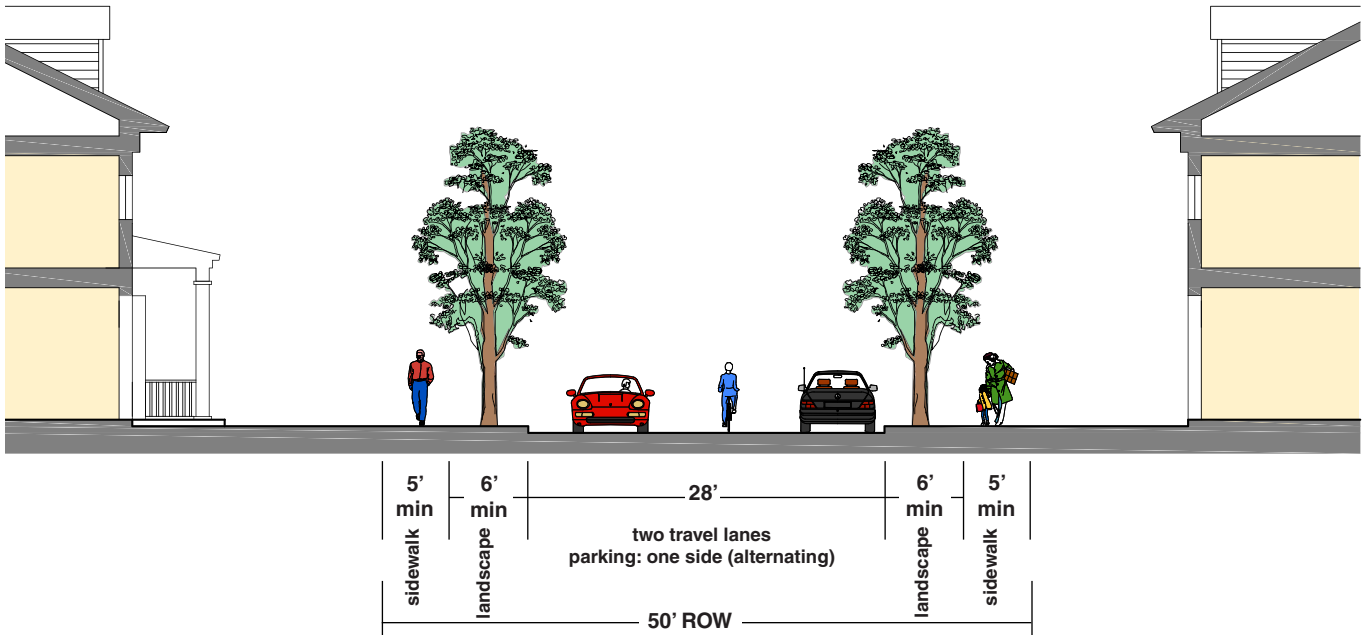 5’
min
sidewalk
6’
min
landscape
28’
two travel lanes
parking: one side (alternating)
6’
min
landscape
5’
min
sidewalk
50’ ROW